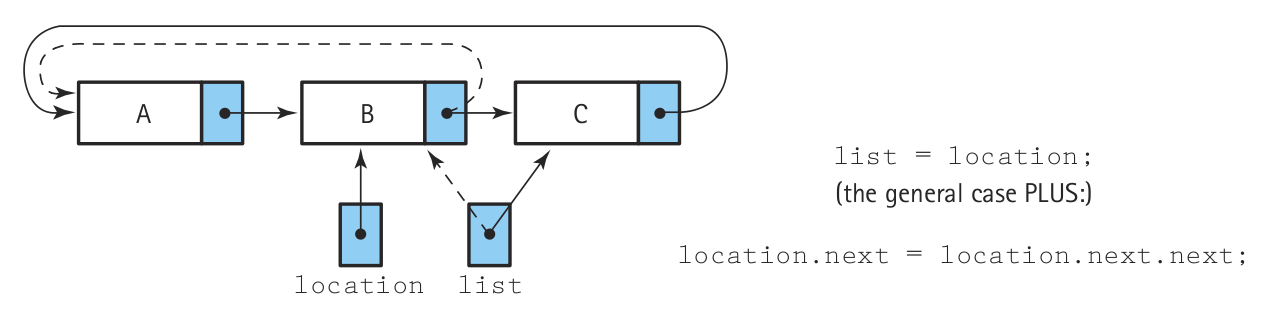 A B C
list = location;
(the general case PLUS:)
location.next = location.next.next;
location list